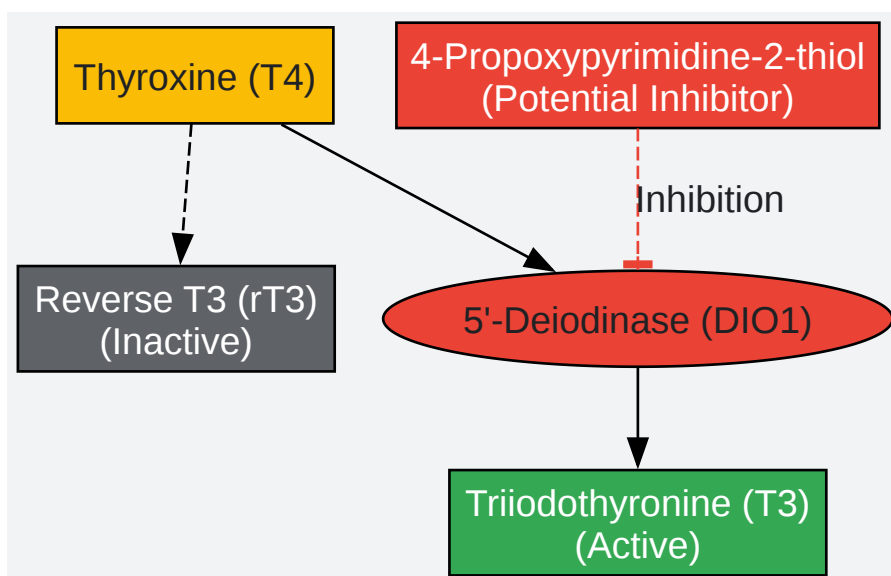 Thyroxine (T4)
4-Propoxypyrimidine-2-thiol
(Potential Inhibitor)
Inhibition
Reverse T3 (rT3)
(Inactive)
5'-Deiodinase (DIO1)
Triiodothyronine (T3)
(Active)